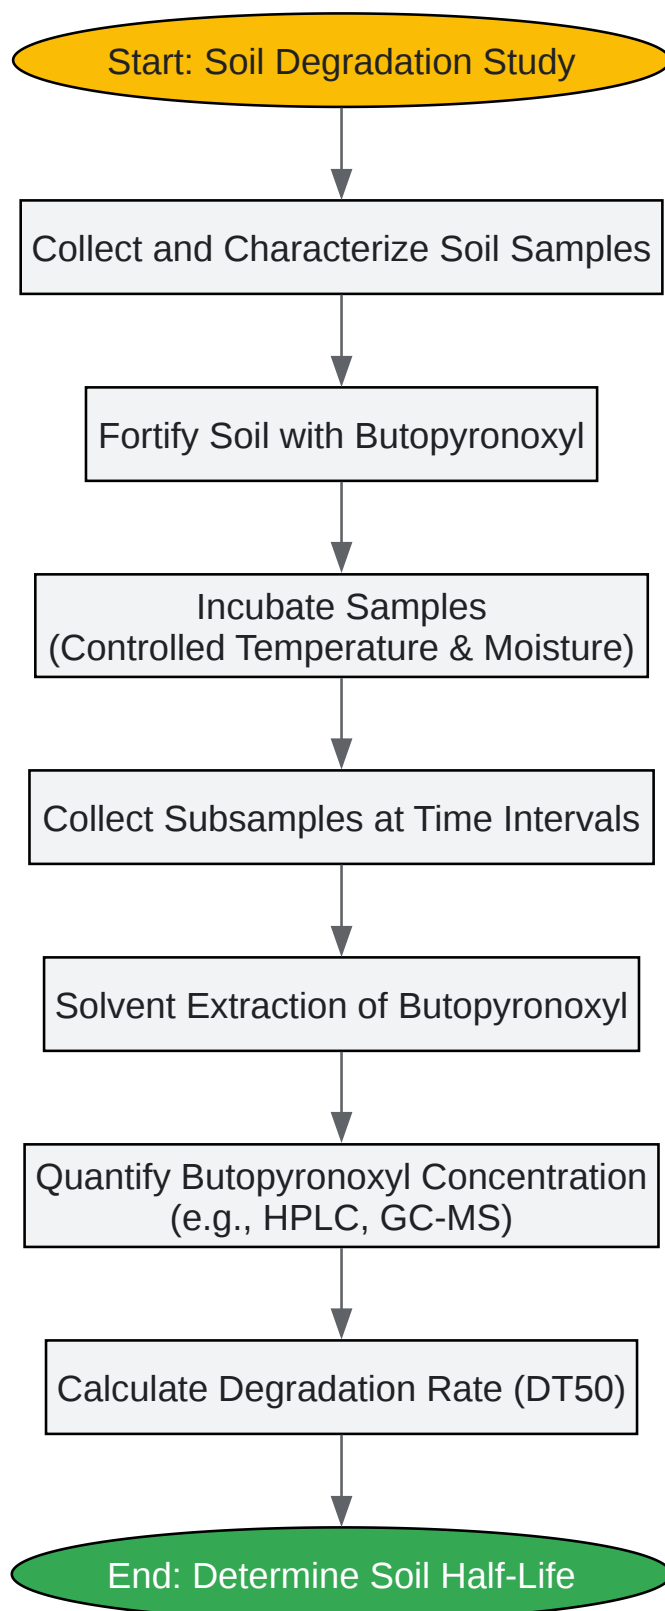 Start: Soil Degradation Study
Collect and Characterize Soil Samples
Fortify Soil with Butopyronoxyl
Incubate Samples
(Controlled Temperature & Moisture)
Collect Subsamples at Time Intervals
Solvent Extraction of Butopyronoxyl
Quantify Butopyronoxyl Concentration
(e.g., HPLC, GC-MS)
Calculate Degradation Rate (DT50)
End: Determine Soil Half-Life